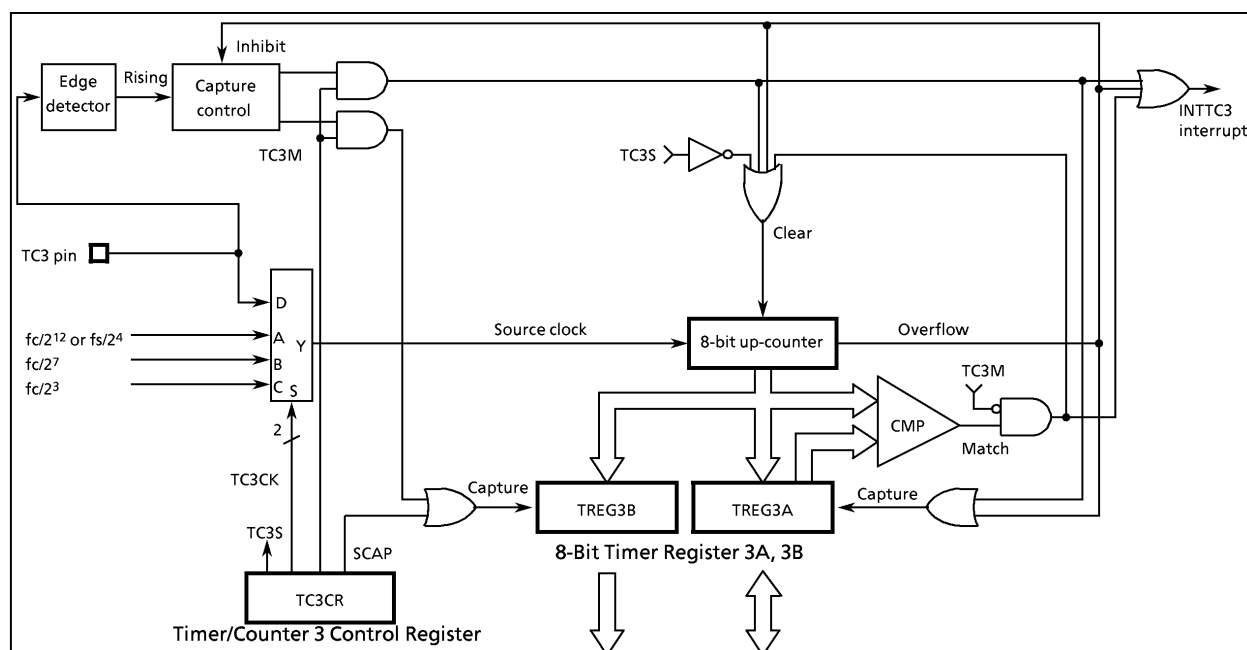 Inhibit
Edge
detector
Rising
Capture
control
INTTC3
interrupt
TC3M
TC3S
Clear
TC3 pin
D
fc/2¹² or fs/2⁴
A
Y
Source clock
8-bit up-counter
Overflow
fc/2⁷
B
fc/2³
C
S
TC3M
CMP
Match
2
TC3CK
Capture
TREG3B
TREG3A
Capture
TC3S
SCAP
8-Bit Timer Register 3A, 3B
TC3CR
Timer/Counter 3 Control Register